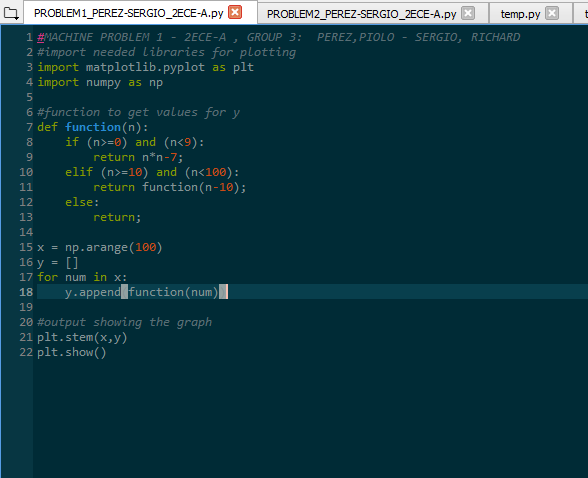 PROBLEM1_PEREZ-SERGIO_2ECE-A.py PROBLEM2_PEREZ-SERGIO_2ECE-A.py temp.py t
1 #MACHINE PROBLEM 1 - 2ECE-A , GROUP 3:  PEREZ,PIOLO - SERGIO, RICHARD
2 #import needed libraries for plotting
3 import matplotlib.pyplot as plt
4 import numpy as np
5
6 #function to get values for y
7 def function(n):
8     if (n>=0) and (n<9):
9         return n*n-7;
10     elif (n>=10) and (n<100):
11         return function(n-10);
12     else:
13         return;
14
15 x = np.arange(100)
16 y = []
17 for num in x:
18     y.append(function(num))
19
20 #output showing the graph
21 plt.stem(x,y)
22 plt.show()